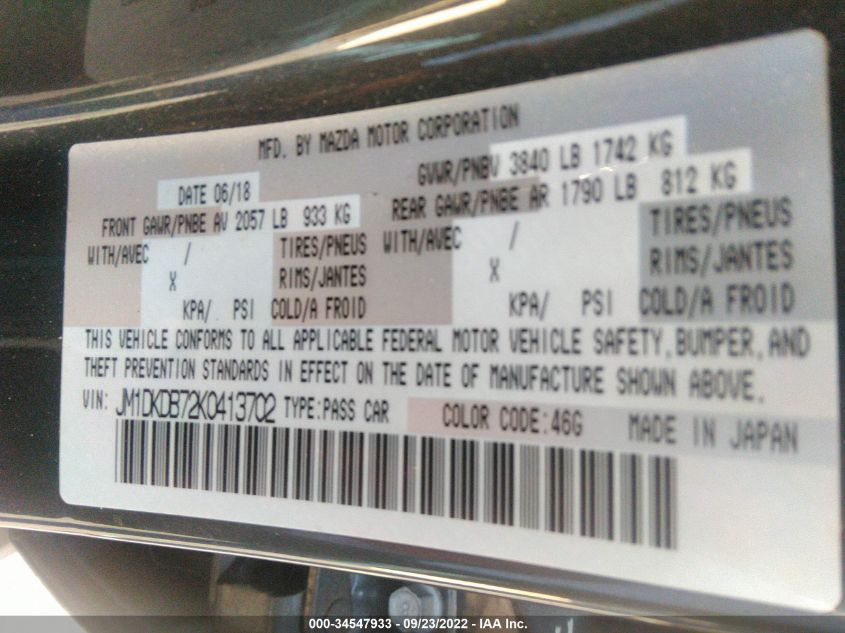 MFD. BY MAZDA MOTOR CORPORATION
DATE 06/18 GVWR/PNBV 3840 LB 1742 KG
FRONT GAWR/PNBE AV 2057 LB 933 KG REAR GAWR/PNBE AR 1790 LB 812 KG
WITH/AVEC / TIRES/PNEUS WITH/AVEC / TIRES/PNEUS
X RIMS/JANTES X RIMS/JANTES
KPA/ PSI COLD/A FROID KPA/ PSI COLD/A FROID
THIS VEHICLE CONFORMS TO ALL APPLICABLE FEDERAL MOTOR VEHICLE SAFETY, BUMPER, AND
THEFT PREVENTION STANDARDS IN EFFECT ON THE DATE OF MANUFACTURE SHOWN ABOVE.
VIN: JM1DKDB72K0413702 TYPE:PASS CAR COLOR CODE:46G MADE IN JAPAN
000-34547933 - 09/23/2022 - IAA Inc.